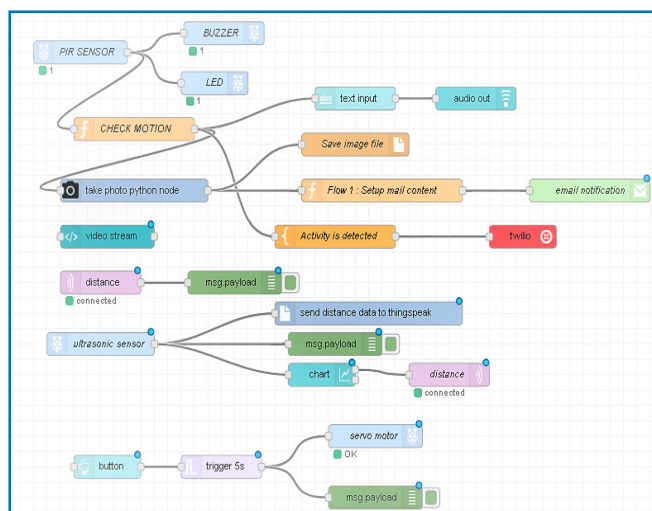 BUZZER
PIR SENSOR
1
1
LED
1
abc
text input
audio out
f
CHECK MOTION
Save image file
take photo python node
f
Flow 1 : Setup mail content
email notification
</> video stream
{
Activity is detected
twilio
distance
msg.payload
connected
send distance data to thingspeak
ultrasonic sensor
msg.payload
chart
distance
connected
servo motor
OK
button
trigger 5s
msg.payload